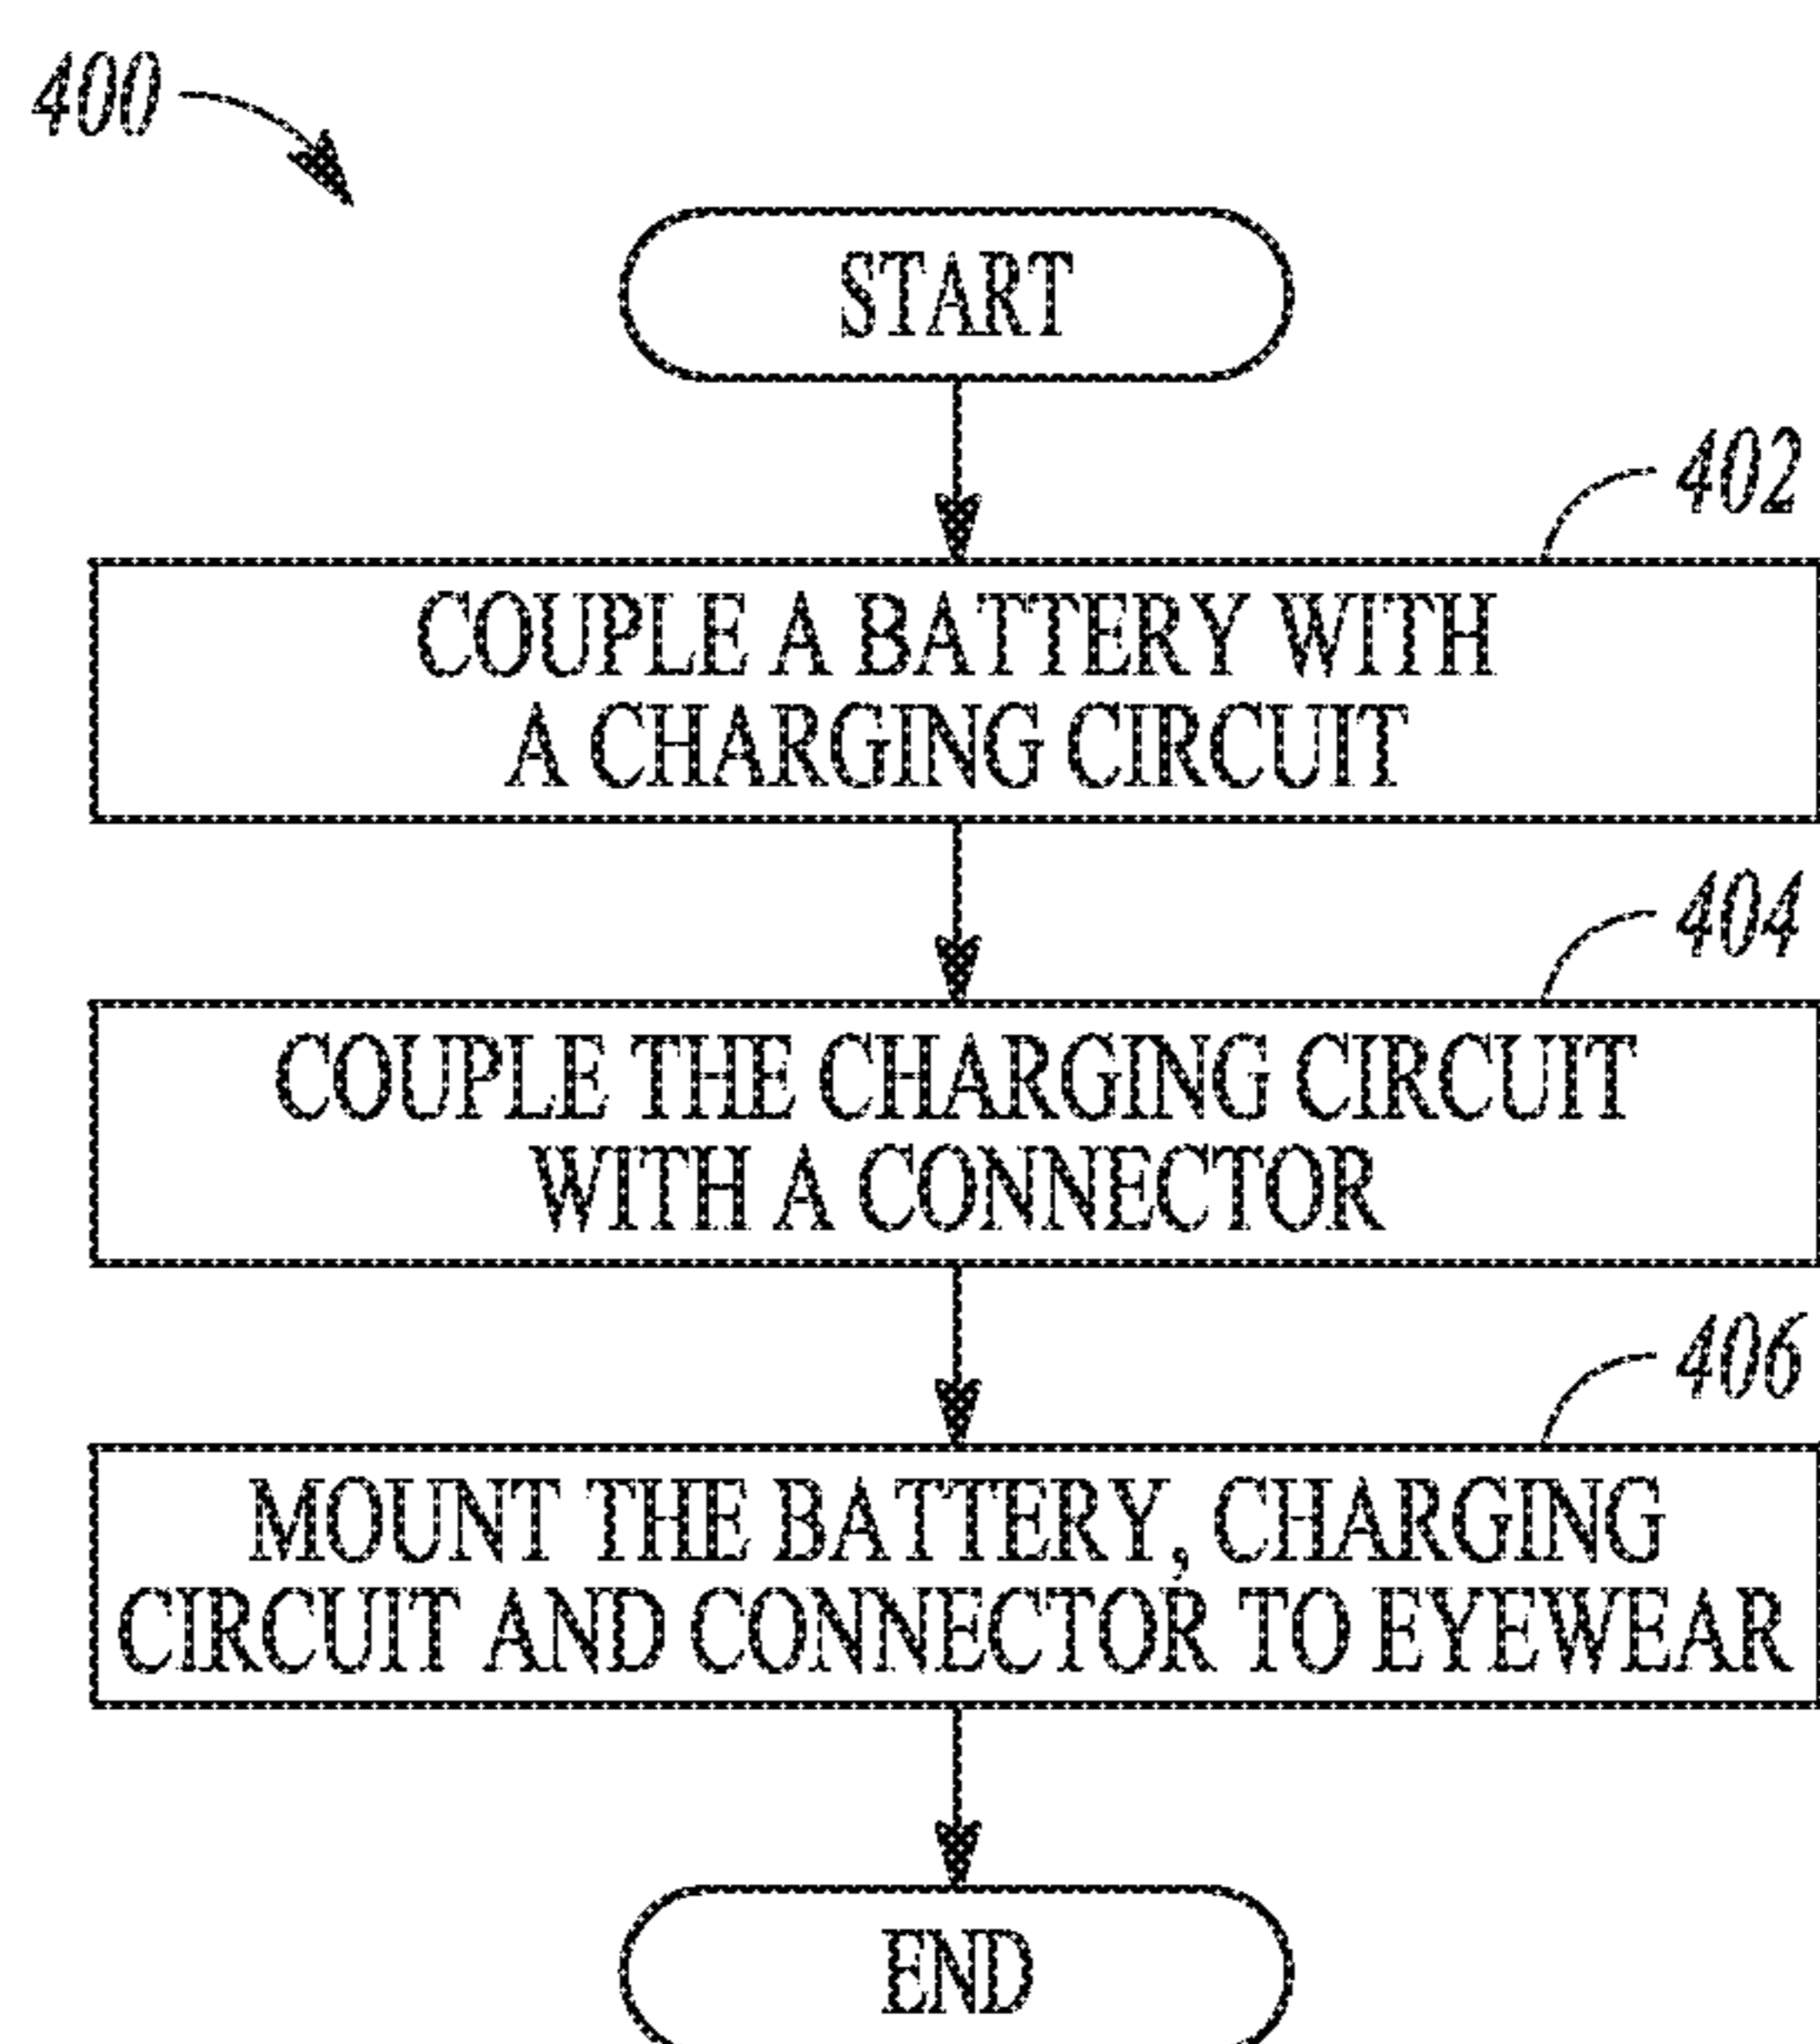 400
START
402
COUPLE A BATTERY WITH
A CHARGING CIRCUIT
404
COUPLE THE CHARGING CIRCUIT
WITH A CONNECTOR
406
MOUNT THE BATTERY, CHARGING
CIRCUIT AND CONNECTOR TO EYEWEAR
END